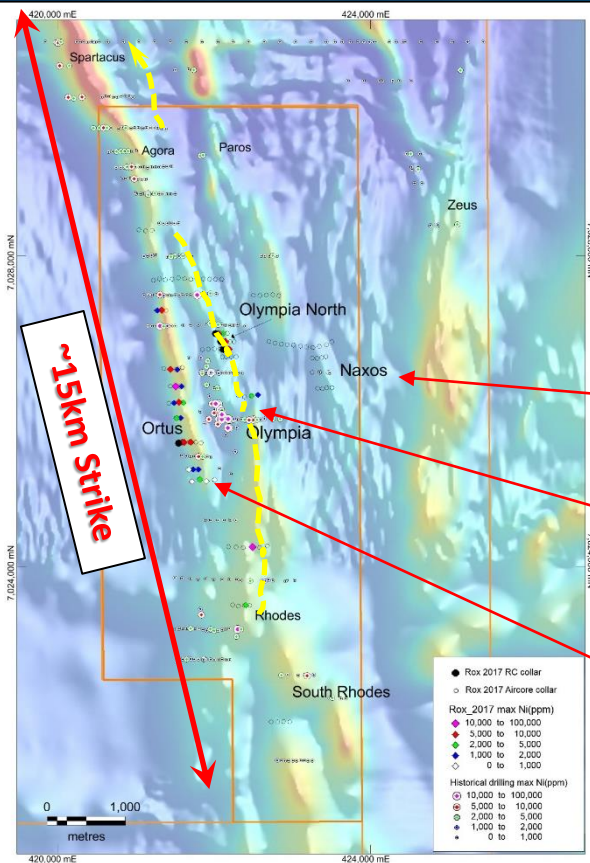 420,000 mE
424,000 mE
Spartacus
Agora
Paros
Zeus
7,028,000 mN
Olympia North
Naxos
Ortus
Olympia
~15km Strike
7,024,000 mN
Rhodes
South Rhodes
Rox 2017 RC collar
Rox 2017 Aircore collar
Rox_2017 max Ni(ppm)
10,000 to 100,000
5,000 to 10,000
2,000 to 5,000
1,000 to 2,000
0 to 1,000
Historical drilling max Ni(ppm)
10,000 to 100,000
5,000 to 10,000
2,000 to 5,000
1,000 to 2,000
0 to 1,000
0 1,000
metres
420,000 mE
424,000 mE